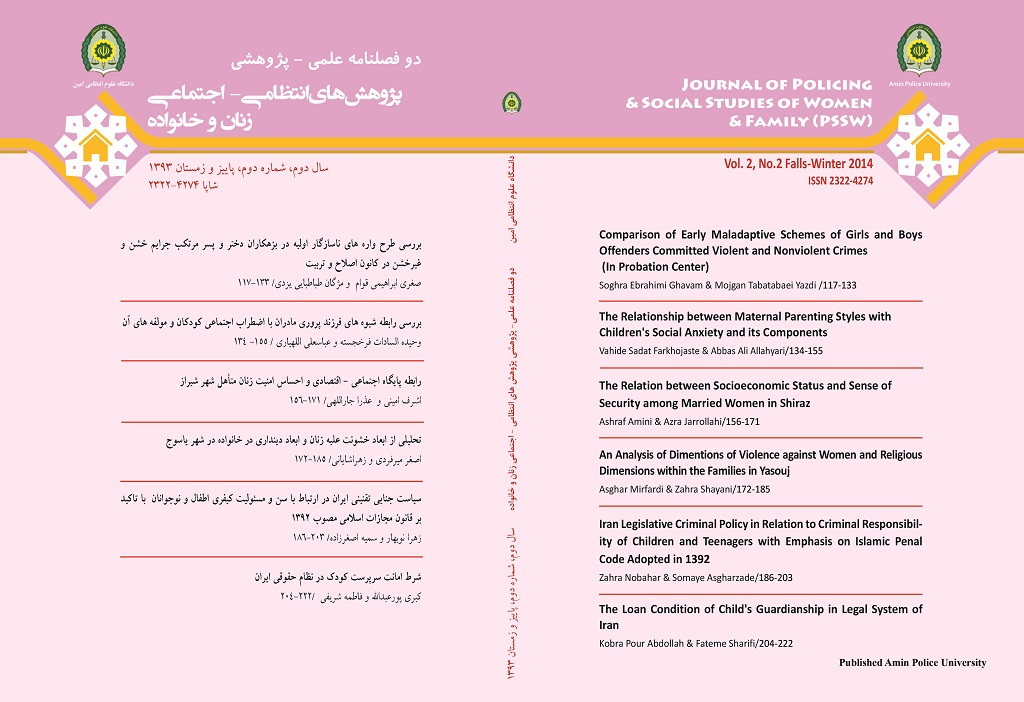 دانشگاه علوم انتظامی امین
دو فصلنامه علمی - پژوهشی
پژوهش‌های انتظامی - اجتماعی
زنان و خانواده
سال دوم، شماره دوم، پاییز و زمستان ۱۳۹۳
شاپا ۴۲۷۴-۲۳۲۲
بررسی طرح واره های ناسازگار اولیه در بزهکاران دختر و پسر مرتکب جرایم خشن و
غیرخشن در کانون اصلاح و تربیت
صغری ابراهیمی قوام و مژگان طباطبایی یزدی/ ۱۳۳-۱۱۷
بررسی رابطه شیوه های فرزند پروری مادران با اضطراب اجتماعی کودکان و مولفه های آن
وحیده السادات فرخجسته و عباسعلی اللهیاری / ۱۵۵- ۱۳۴
رابطه پایگاه اجتماعی - اقتصادی و احساس امنیت زنان متأهل شهر شیراز
اشرف امینی و عذرا جاراللهی/ ۱۷۱-۱۵۶
تحلیلی از ابعاد خشونت علیه زنان و ابعاد دینداری در خانواده در شهر یاسوج
اصغر میرفردی و زهراشایانی/ ۱۸۵-۱۷۲
سیاست جنایی تقنینی ایران در ارتباط با سن و مسئولیت کیفری اطفال و نوجوانان با تاکید
بر قانون مجازات اسلامی مصوب ۱۳۹۲
زهرا نوبهار و سمیه اصغرزاده/ ۲۰۳-۱۸۶
شرط امانت سرپرست کودک در نظام حقوقی ایران
کبری پورعبدالله و فاطمه شریفی /۲۲۲-۲۰۴
دانشگاه علوم انتظامی امین
دو فصلنامه علمی- پژوهشی پژوهش های انتظامی - اجتماعی زنان و خانواده
سال دوم، شماره دوم، پاییز و زمستان ۱۳۹۳
Amin Police University
JOURNAL OF POLICING
& SOCIAL STUDIES OF WOMEN
& FAMILY (PSSW)
Vol. 2, No.2 Falls-Winter 2014
ISSN 2322-4274
Comparison of Early Maladaptive Schemes of Girls and Boys
Offenders Committed Violent and Nonviolent Crimes
(In Probation Center)
Soghra Ebrahimi Ghavam & Mojgan Tabatabaei Yazdi /117-133
The Relationship between Maternal Parenting Styles with
Children's Social Anxiety and its Components
Vahide Sadat Farkhojaste & Abbas Ali Allahyari/134-155
The Relation between Socioeconomic Status and Sense of
Security among Married Women in Shiraz
Ashraf Amini & Azra Jarrollahi/156-171
An Analysis of Dimentions of Violence against Women and Religious
Dimensions within the Families in Yasouj
Asghar Mirfardi & Zahra Shayani/172-185
Iran Legislative Criminal Policy in Relation to Criminal Responsibil-
ity of Children and Teenagers with Emphasis on Islamic Penal
Code Adopted in 1392
Zahra Nobahar & Somaye Asgharzade/186-203
The Loan Condition of Child's Guardianship in Legal System of
Iran
Kobra Pour Abdollah & Fateme Sharifi/204-222
Published Amin Police University